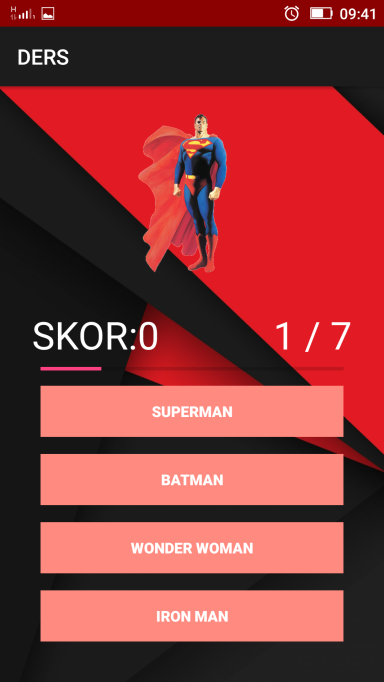 H
09:41
DERS
SKOR:0
1 / 7
SUPERMAN
BATMAN
WONDER WOMAN
IRON MAN